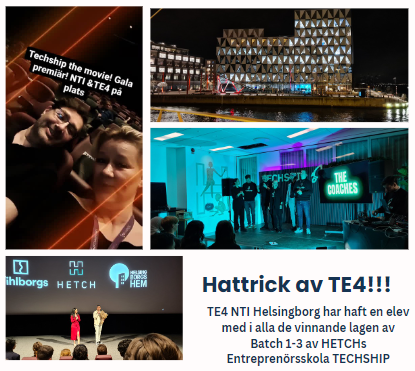 Techship the movie! Gala
premiär! NTI &TE4 på
plats
TECHSHIP
THE
COACHES
ihlborgs
HETCH
HELSING
BORGS
HEM
Hattrick av TE4!!!
TE4 NTI Helsingborg har haft en elev
med i alla de vinnande lagen av
Batch 1-3 av HETCHs
Entreprenörsskola TECHSHIP